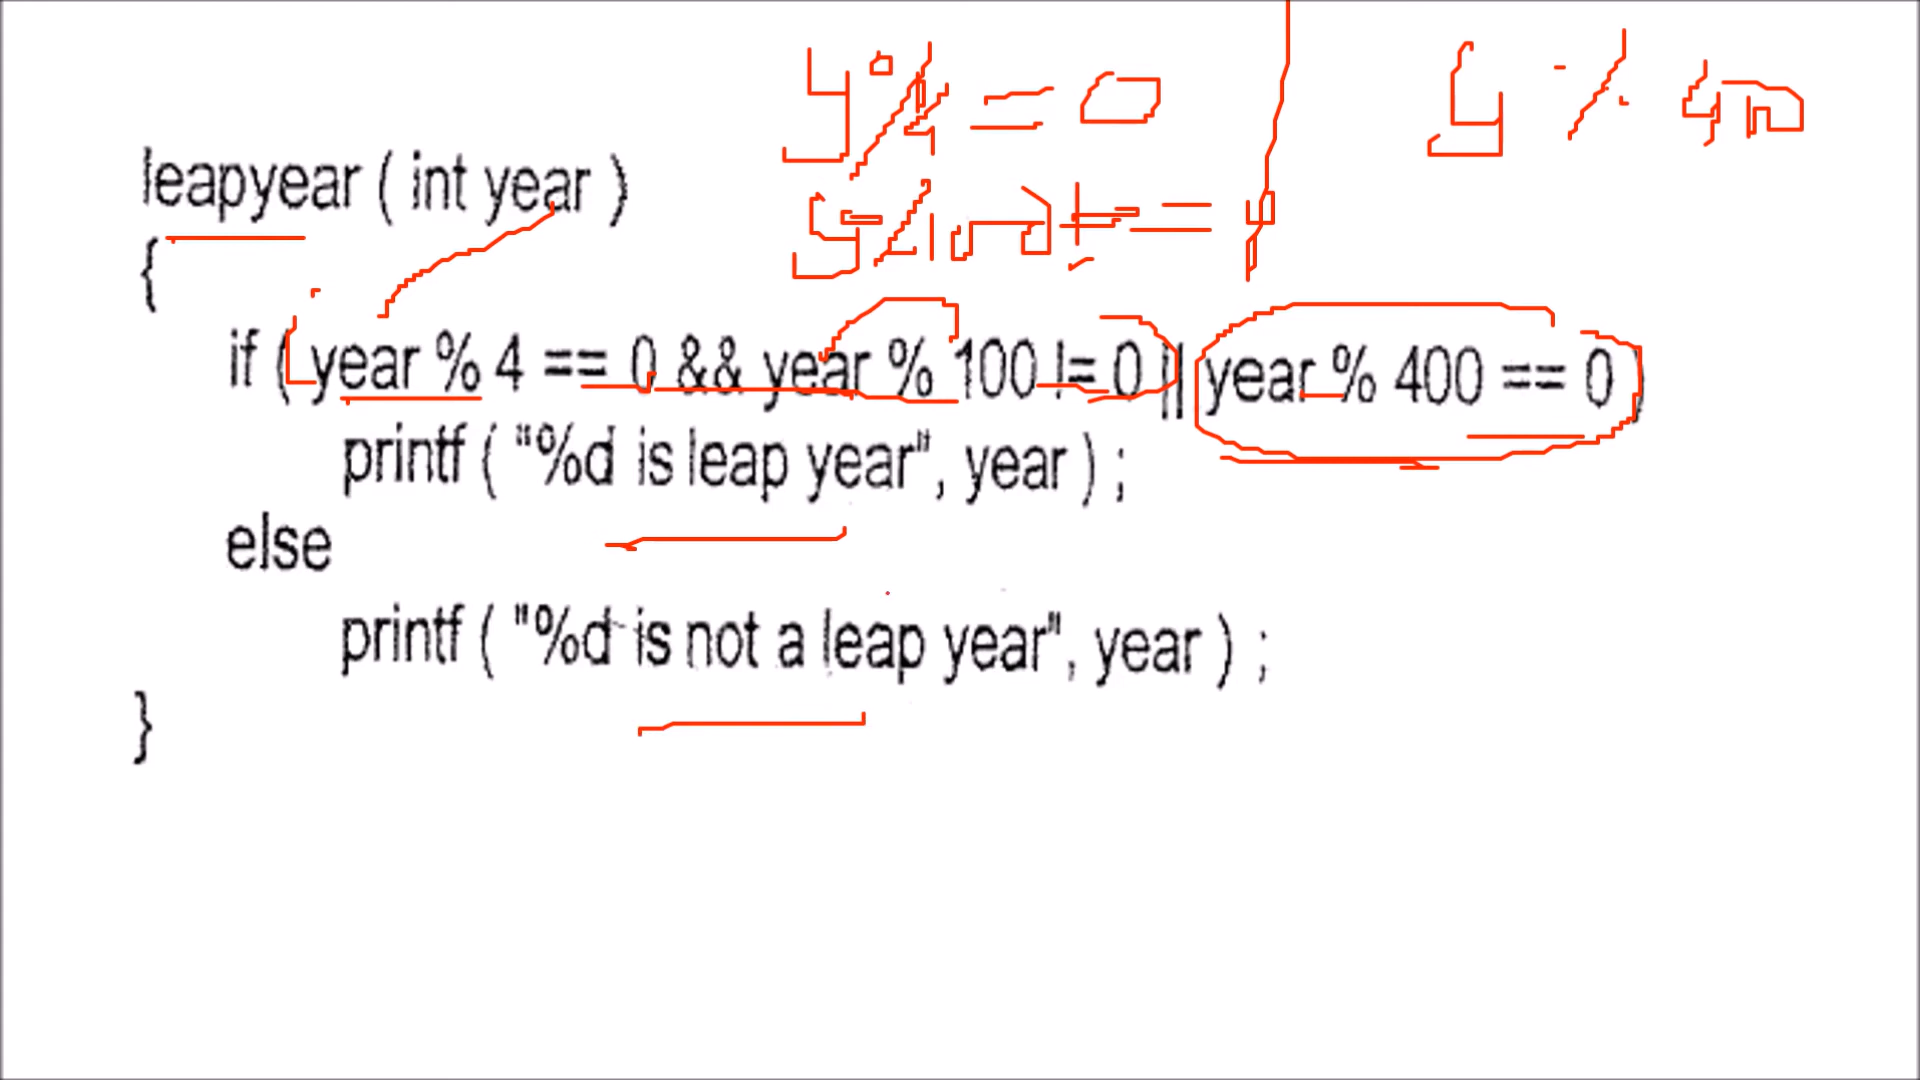 leapyear ( int year )
{
if ( year % 4 == 0 && year % 100 != 0 || year % 400 == 0 )
printf ( "%d is leap year", year ) ;
else
printf ( "%d is not a leap year", year ) ;
}